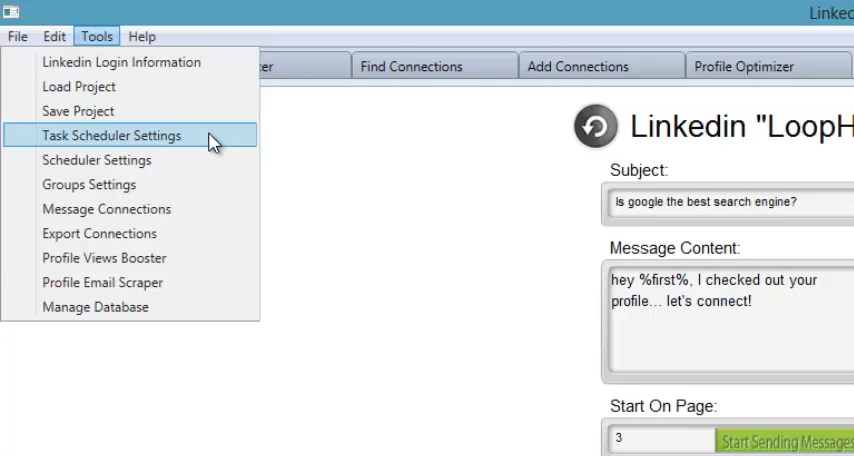 Linked
File Edit Tools Help
Linkedin Login Information
Load Project
Save Project
Task Scheduler Settings
Scheduler Settings
Groups Settings
Message Connections
Export Connections
Profile Views Booster
Profile Email Scraper
Manage Database
er Find Connections Add Connections Profile Optimizer
Linkedin "LoopH
Subject:
Is google the best search engine?
Message Content:
hey %first%, I checked out your
profile... let's connect!
Start On Page:
3 Start Sending Messages